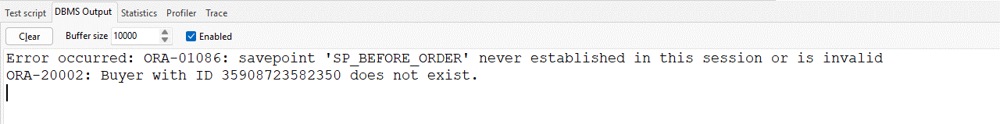 Test script DBMS Output Statistics Profiler Trace
Clear Buffer size 10000 Enabled
Error occurred: ORA-01086: savepoint 'SP_BEFORE_ORDER' never established in this session or is invalid
ORA-20002: Buyer with ID 35908723582350 does not exist.